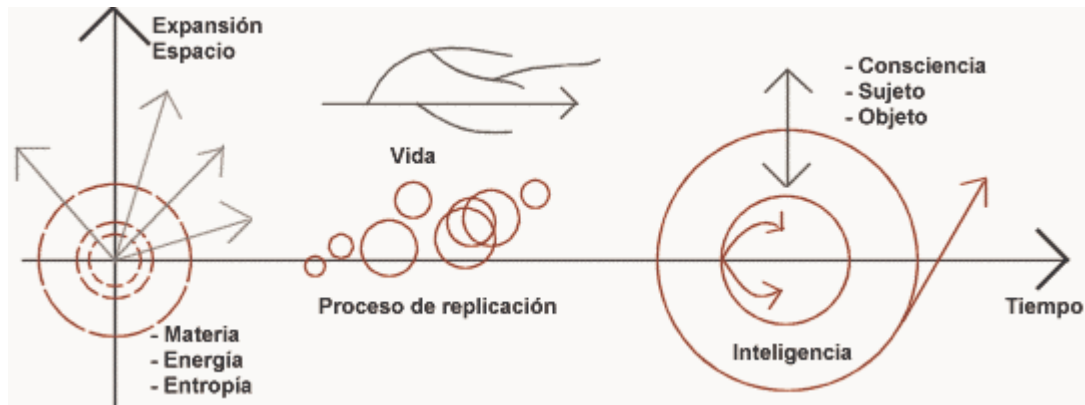 Expansión
Espacio
- Materia
- Energía
- Entropía
Vida
Proceso de replicación
- Consciencia
- Sujeto
- Objeto
Inteligencia
Tiempo